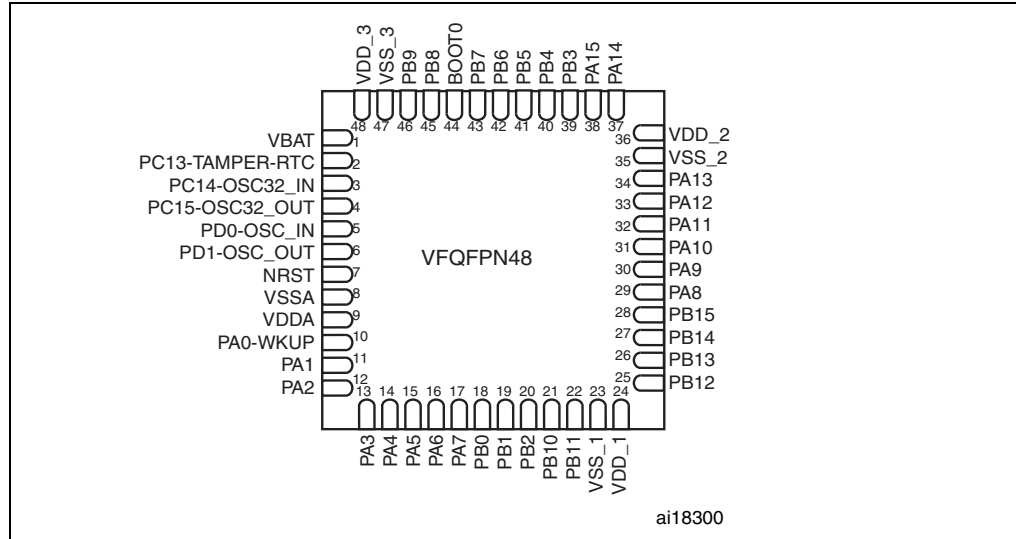 VDD_3
VSS_3
PB9
PB8
BOOT0
PB7
PB6
PB5
PB4
PB3
PA15
PA14
48 47 46 45 44 43 42 41 40 39 38 37
VBAT 1
PC13-TAMPER-RTC 2
PC14-OSC32_IN 3
PC15-OSC32_OUT 4
PD0-OSC_IN 5
PD1-OSC_OUT 6
NRST 7
VSSA 8
VDDA 9
PA0-WKUP 10
PA1 11
PA2 12
VFQFPN48
36 VDD_2
35 VSS_2
34 PA13
33 PA12
32 PA11
31 PA10
30 PA9
29 PA8
28 PB15
27 PB14
26 PB13
25 PB12
13 14 15 16 17 18 19 20 21 22 23 24
PA3
PA4
PA5
PA6
PA7
PB0
PB1
PB2
PB10
PB11
VSS_1
VDD_1
ai18300